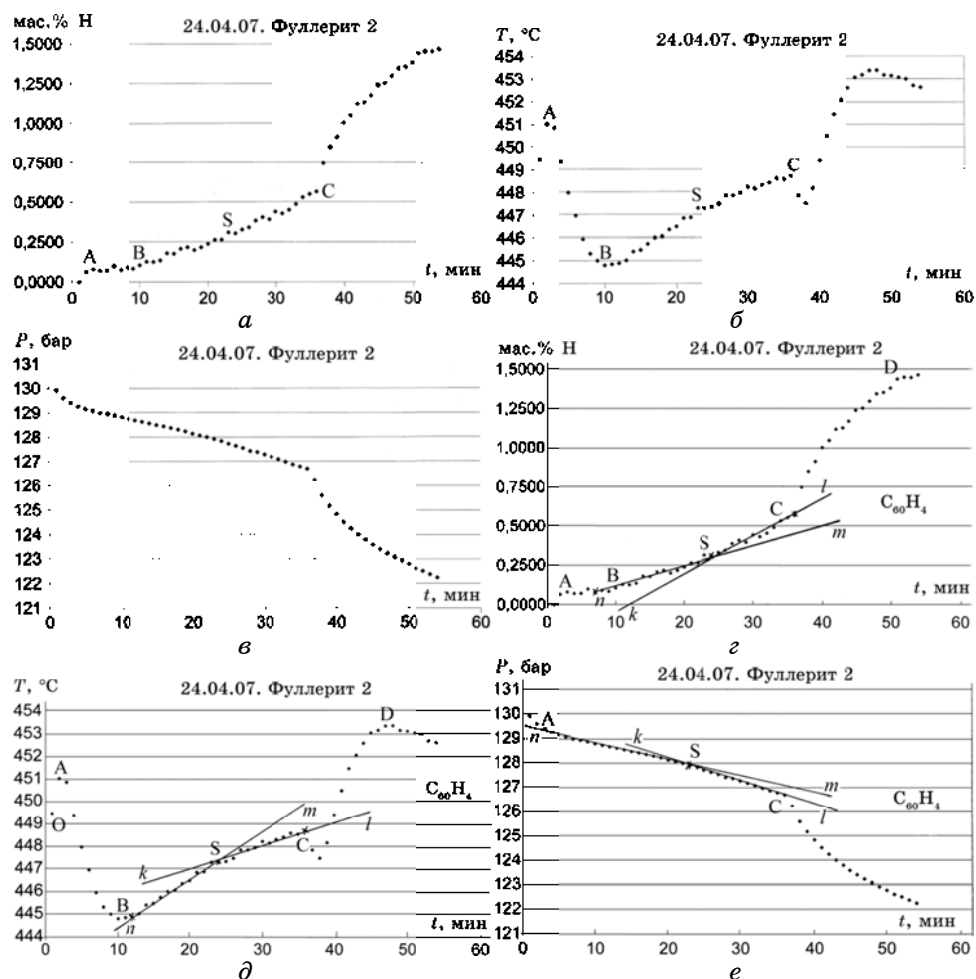 мас.% H
24.04.07. Фуллерит 2
1,5000
1,2500
1,0000
0,7500
0,5000
0,2500
0,0000
A
B
S
C
t, мин
0
10
20
30
40
50
60
а
T, °C
24.04.07. Фуллерит 2
454
453
452
451
450
449
448
447
446
445
444
A
B
S
C
t, мин
0
10
20
30
40
50
60
б
P, бар
24.04.07. Фуллерит 2
131
130
129
128
127
126
125
124
123
122
121
t, мин
0
10
20
30
40
50
60
в
мас.% H
24.04.07. Фуллерит 2
1,5000
1,2500
1,0000
0,7500
0,5000
0,2500
0,0000
A
B
S
C
D
l
m
n
k
C₆₀H₄
t, мин
0
10
20
30
40
50
60
г
T, °C
24.04.07. Фуллерит 2
454
453
452
451
450
449
448
447
446
445
444
A
O
B
n
k
S
m
l
C
D
C₆₀H₄
t, мин
0
10
20
30
40
50
60
д
P, бар
24.04.07. Фуллерит 2
131
130
129
128
127
126
125
124
123
122
121
A
n
k
S
m
l
C
C₆₀H₄
t, мин
0
10
20
30
40
50
60
е